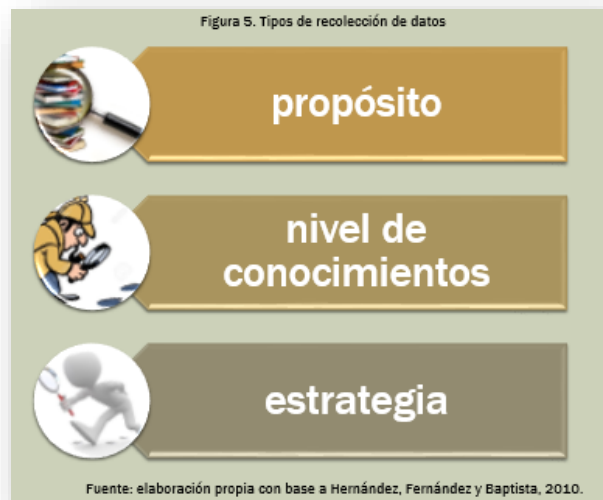 Figura 5. Tipos de recolección de datos
propósito
nivel de
conocimientos
estrategia
Fuente: elaboración propia con base a Hernández, Fernández y Baptista, 2010.